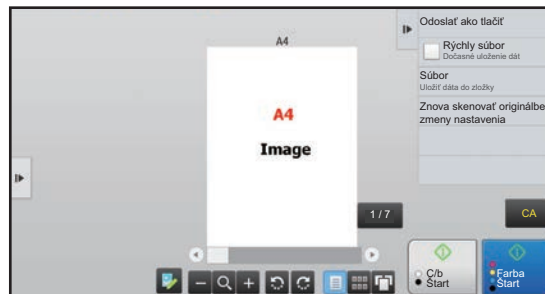 A4
A4
Image
Odoslať ako tlačiť
Rýchly súbor
Dočasné uloženie dát
Súbor
Uložiť dáta do zložky
Znova skenovať originálbe
zmeny nastavenia
1 / 7
CA
Č/b
Štart
Farba
Štart